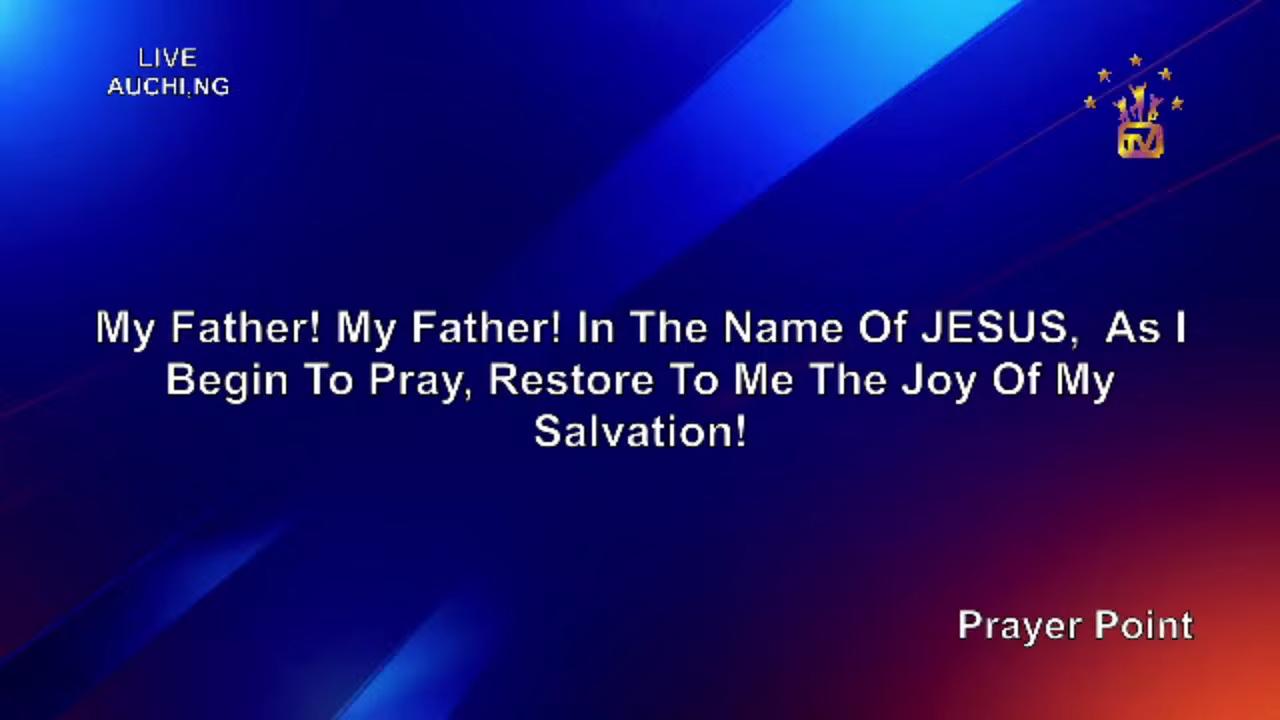 LIVE
AUCHI,NG
TV
My Father! My Father! In The Name Of JESUS, As I
Begin To Pray, Restore To Me The Joy Of My
Salvation!
Prayer Point